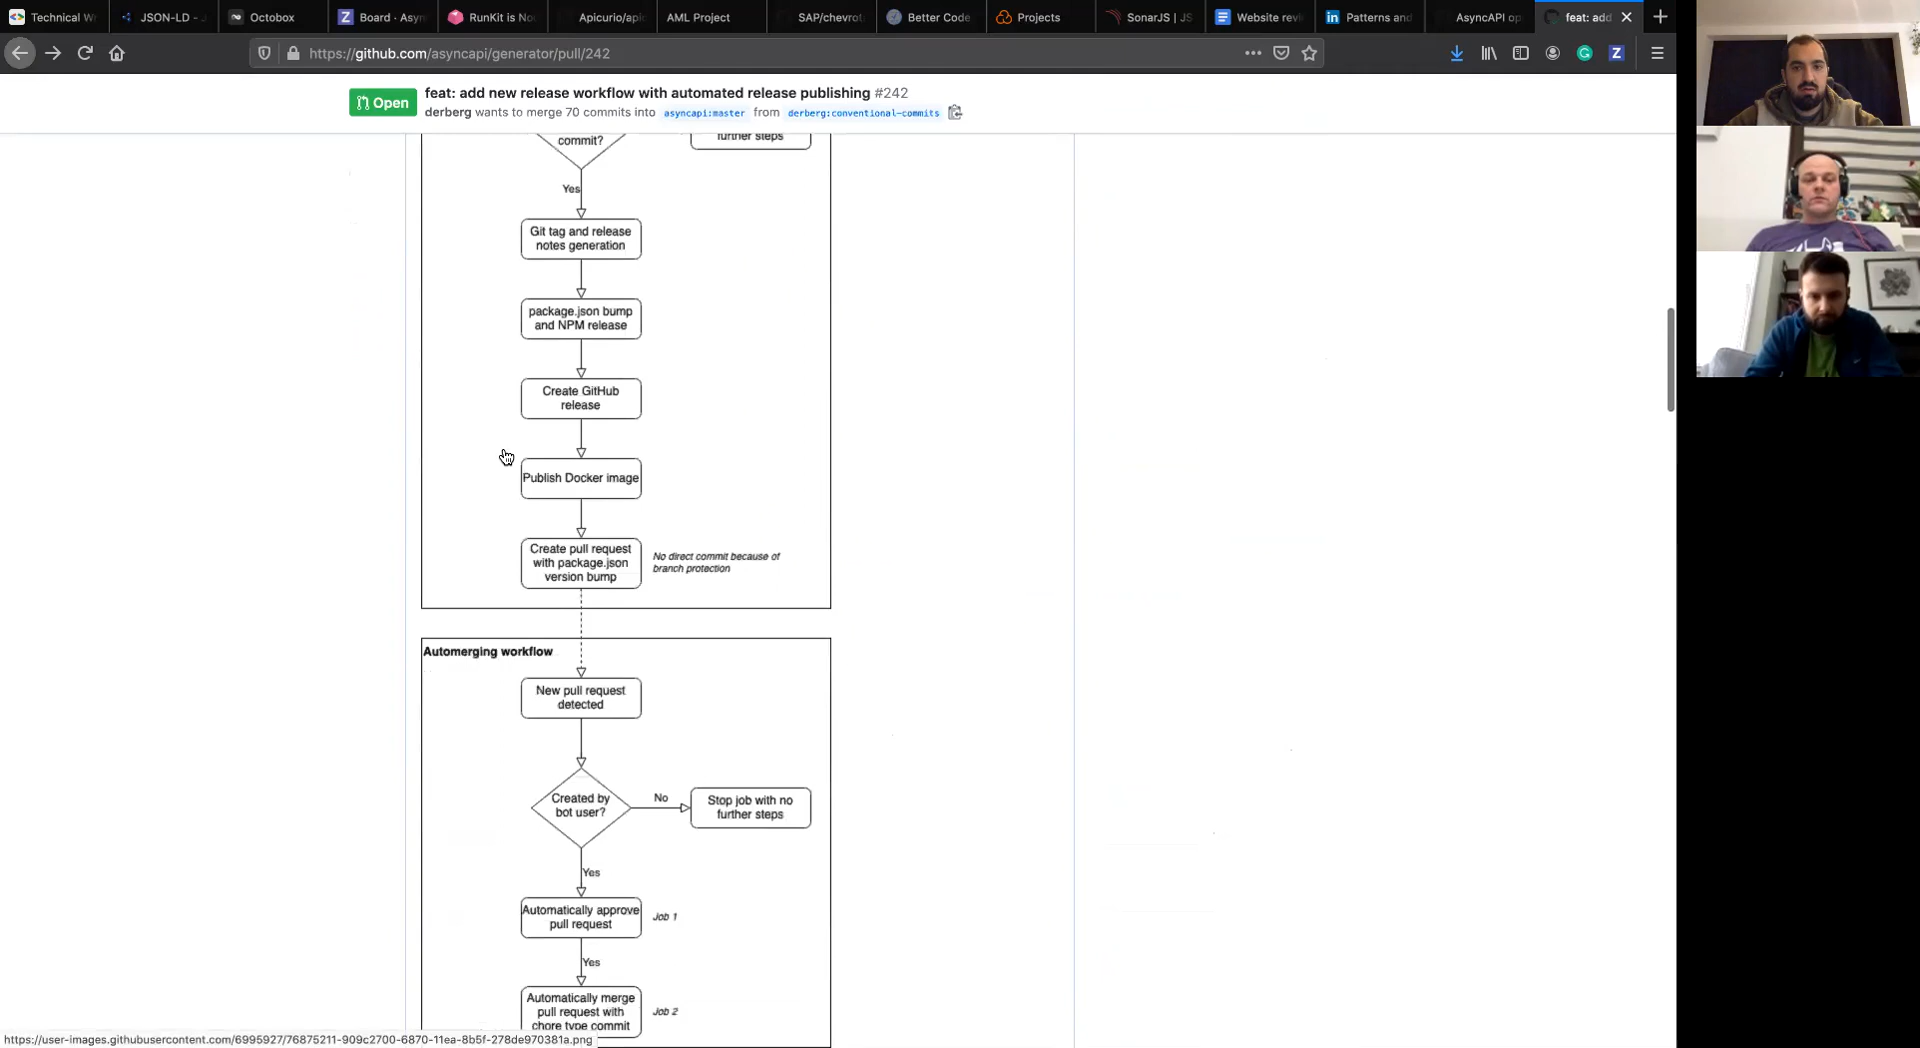 Technical W
JSON-LD - J
Octobox
Board · Asyn
RunKit is No
Apicurio/apic
AML Project
SAP/chevrot
Better Code
Projects
SonarJS | JS
Website revi
Patterns and
AsyncAPI op
feat: add
https://github.com/asyncapi/generator/pull/242
Open
feat: add new release workflow with automated release publishing #242
derberg wants to merge 70 commits into asyncapi:master from derberg:conventional-commits
commit?
further steps
Yes
Git tag and release
notes generation
package.json bump
and NPM release
Create GitHub
release
Publish Docker image
Create pull request
with package.json
version bump
No direct commit because of
branch protection
Automerging workflow
New pull request
detected
Created by
bot user?
No
Stop job with no
further steps
Yes
Automatically approve
pull request
Job 1
Yes
Automatically merge
pull request with
chore type commit
Job 2
https://user-images.githubusercontent.com/6995927/76875211-909c2700-6870-11ea-8b5f-278de970381a.png